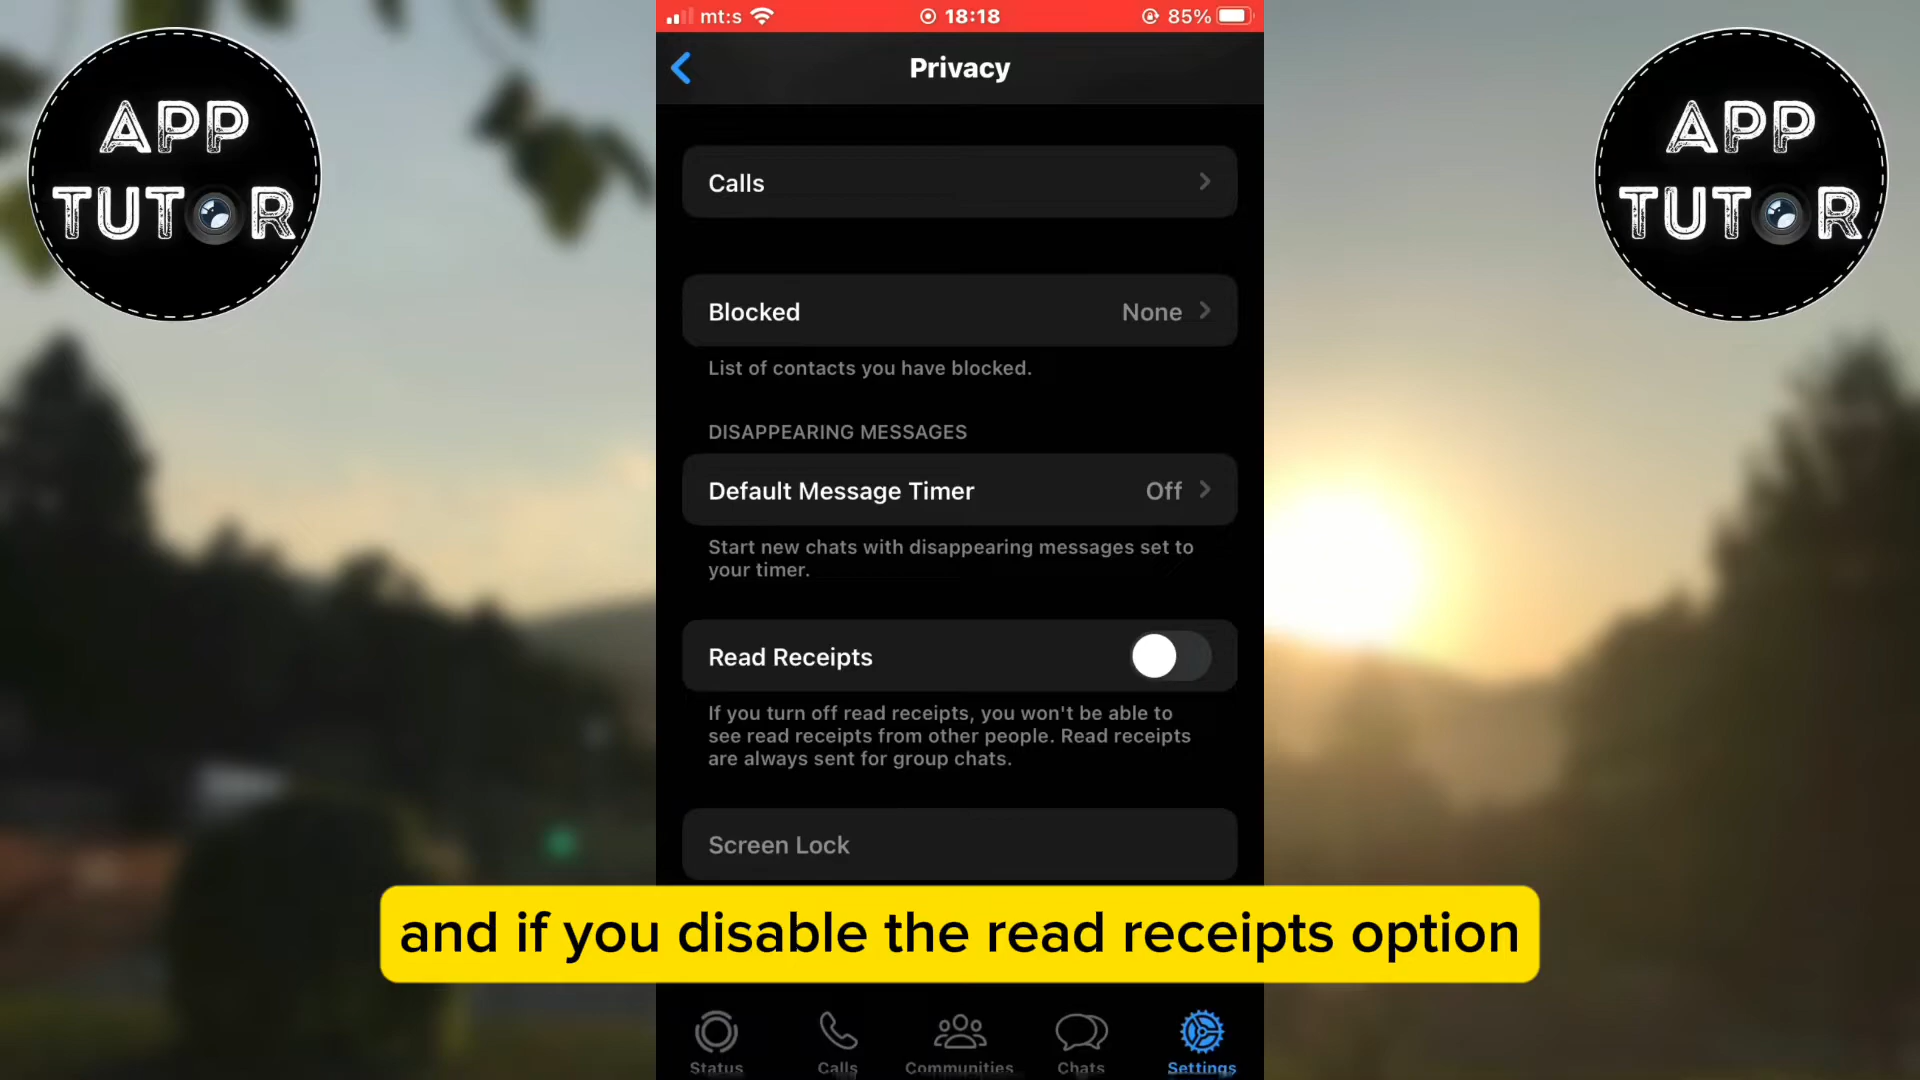 mt:s
18:18
85%
APP
TUTOR
APP
TUTOR
Privacy
Calls
Blocked
None
List of contacts you have blocked.
DISAPPEARING MESSAGES
Default Message Timer
Off
Start new chats with disappearing messages set to
your timer.
Read Receipts
If you turn off read receipts, you won't be able to
see read receipts from other people. Read receipts
are always sent for group chats.
Screen Lock
and if you disable the read receipts option
Status
Calls
Communities
Chats
Settings